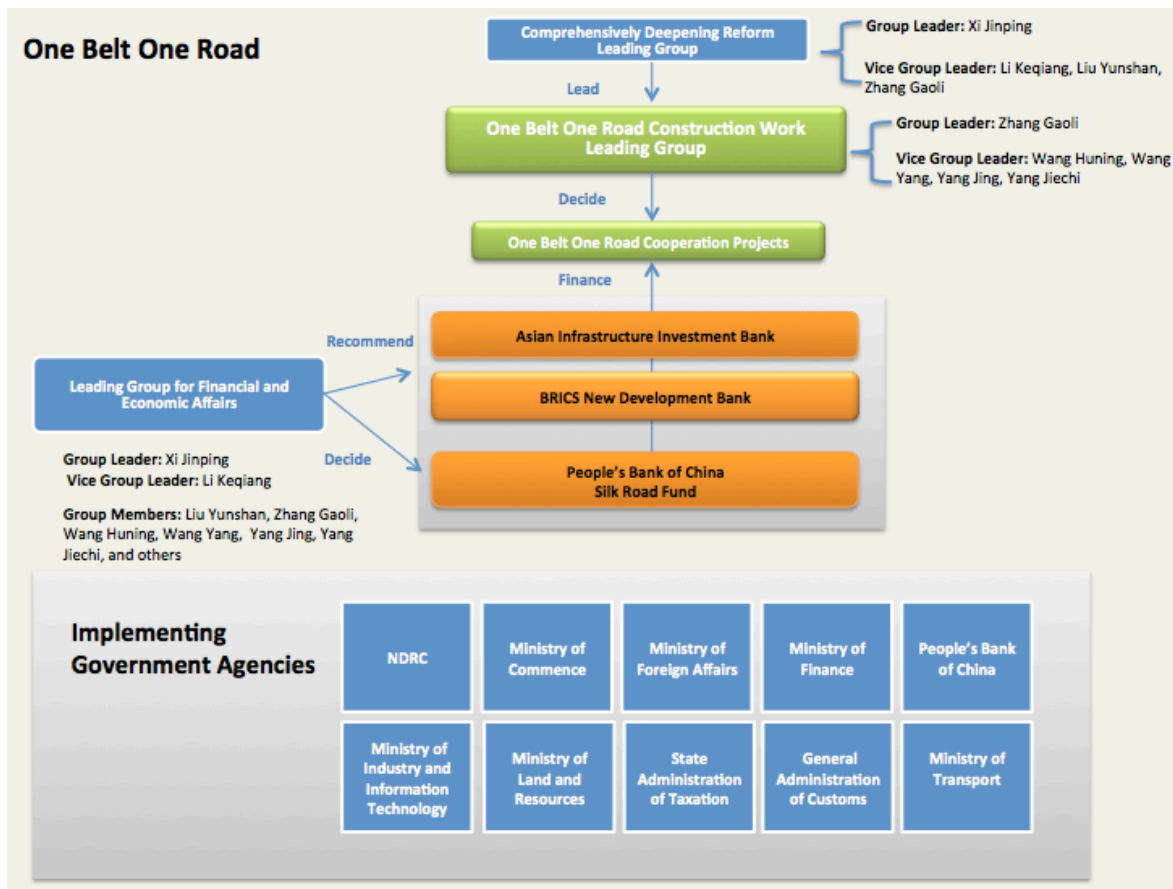 One Belt One Road
Comprehensively Deepening Reform
Leading Group
Group Leader: Xi Jinping
Vice Group Leader: Li Keqiang, Liu Yunshan,
Zhang Gaoli
Lead
One Belt One Road Construction Work
Leading Group
Group Leader: Zhang Gaoli
Vice Group Leader: Wang Huning, Wang
Yang, Yang Jing, Yang Jiechi
Decide
One Belt One Road Cooperation Projects
Finance
Recommend
Asian Infrastructure Investment Bank
Leading Group for Financial and
Economic Affairs
BRICS New Development Bank
Group Leader: Xi Jinping
Vice Group Leader: Li Keqiang
Decide
People's Bank of China
Silk Road Fund
Group Members: Liu Yunshan, Zhang Gaoli,
Wang Huning, Wang Yang, Yang Jing, Yang
Jiechi, and others
Implementing
Government Agencies
NDRC
Ministry of
Commerce
Ministry of
Foreign Affairs
Ministry of
Finance
People's Bank
of China
Ministry of
Industry and
Information
Technology
Ministry of
Land and
Resources
State
Administration
of Taxation
General
Administration
of Customs
Ministry of
Transport